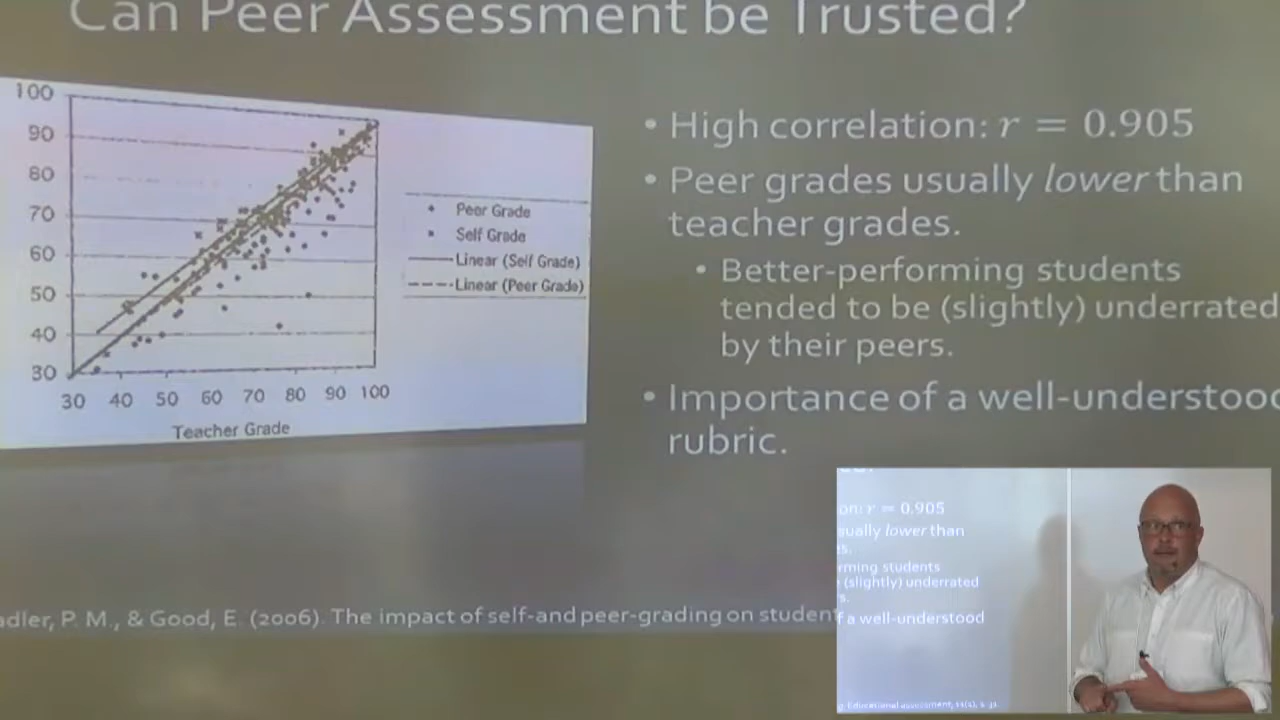 Can Peer Assessment be Trusted?
100
90
80
70
60
50
40
30
30 40 50 60 70 80 90 100
Teacher Grade
Peer Grade
Self Grade
Linear (Self Grade)
Linear (Peer Grade)
• High correlation: r = 0.905
• Peer grades usually lower than
teacher grades.
• Better-performing students
tended to be (slightly) underrated
by their peers.
• Importance of a well-understood
rubric.
adler, P. M., & Good, E. (2006). The impact of self-and peer-grading on student
on: r = 0.905
sually lower than
s.
rming students
(slightly) underrated
s.
f a well-understood
Educational assessment,